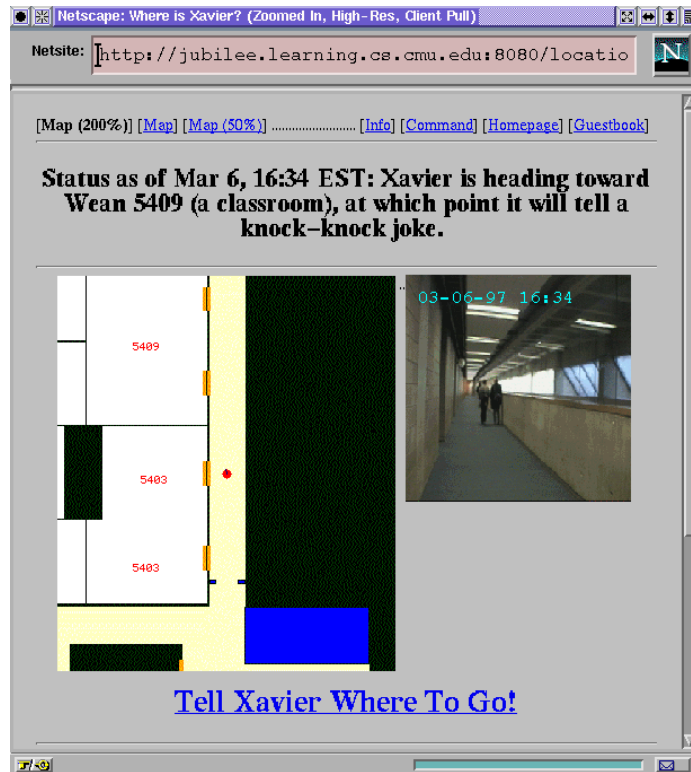 Netscape: Where is Xavier? (Zoomed In, High-Res, Client Pull)
Netsite: http://jubilee.learning.cs.cmu.edu:8080/locatio
N
[Map (200%)] [Map] [Map (50%)] ........................ [Info] [Command] [Homepage] [Guestbook]
Status as of Mar 6, 16:34 EST: Xavier is heading toward
Wean 5409 (a classroom), at which point it will tell a
knock-knock joke.
03-06-97 16:34
5409
5403
5403
Tell Xavier Where To Go!